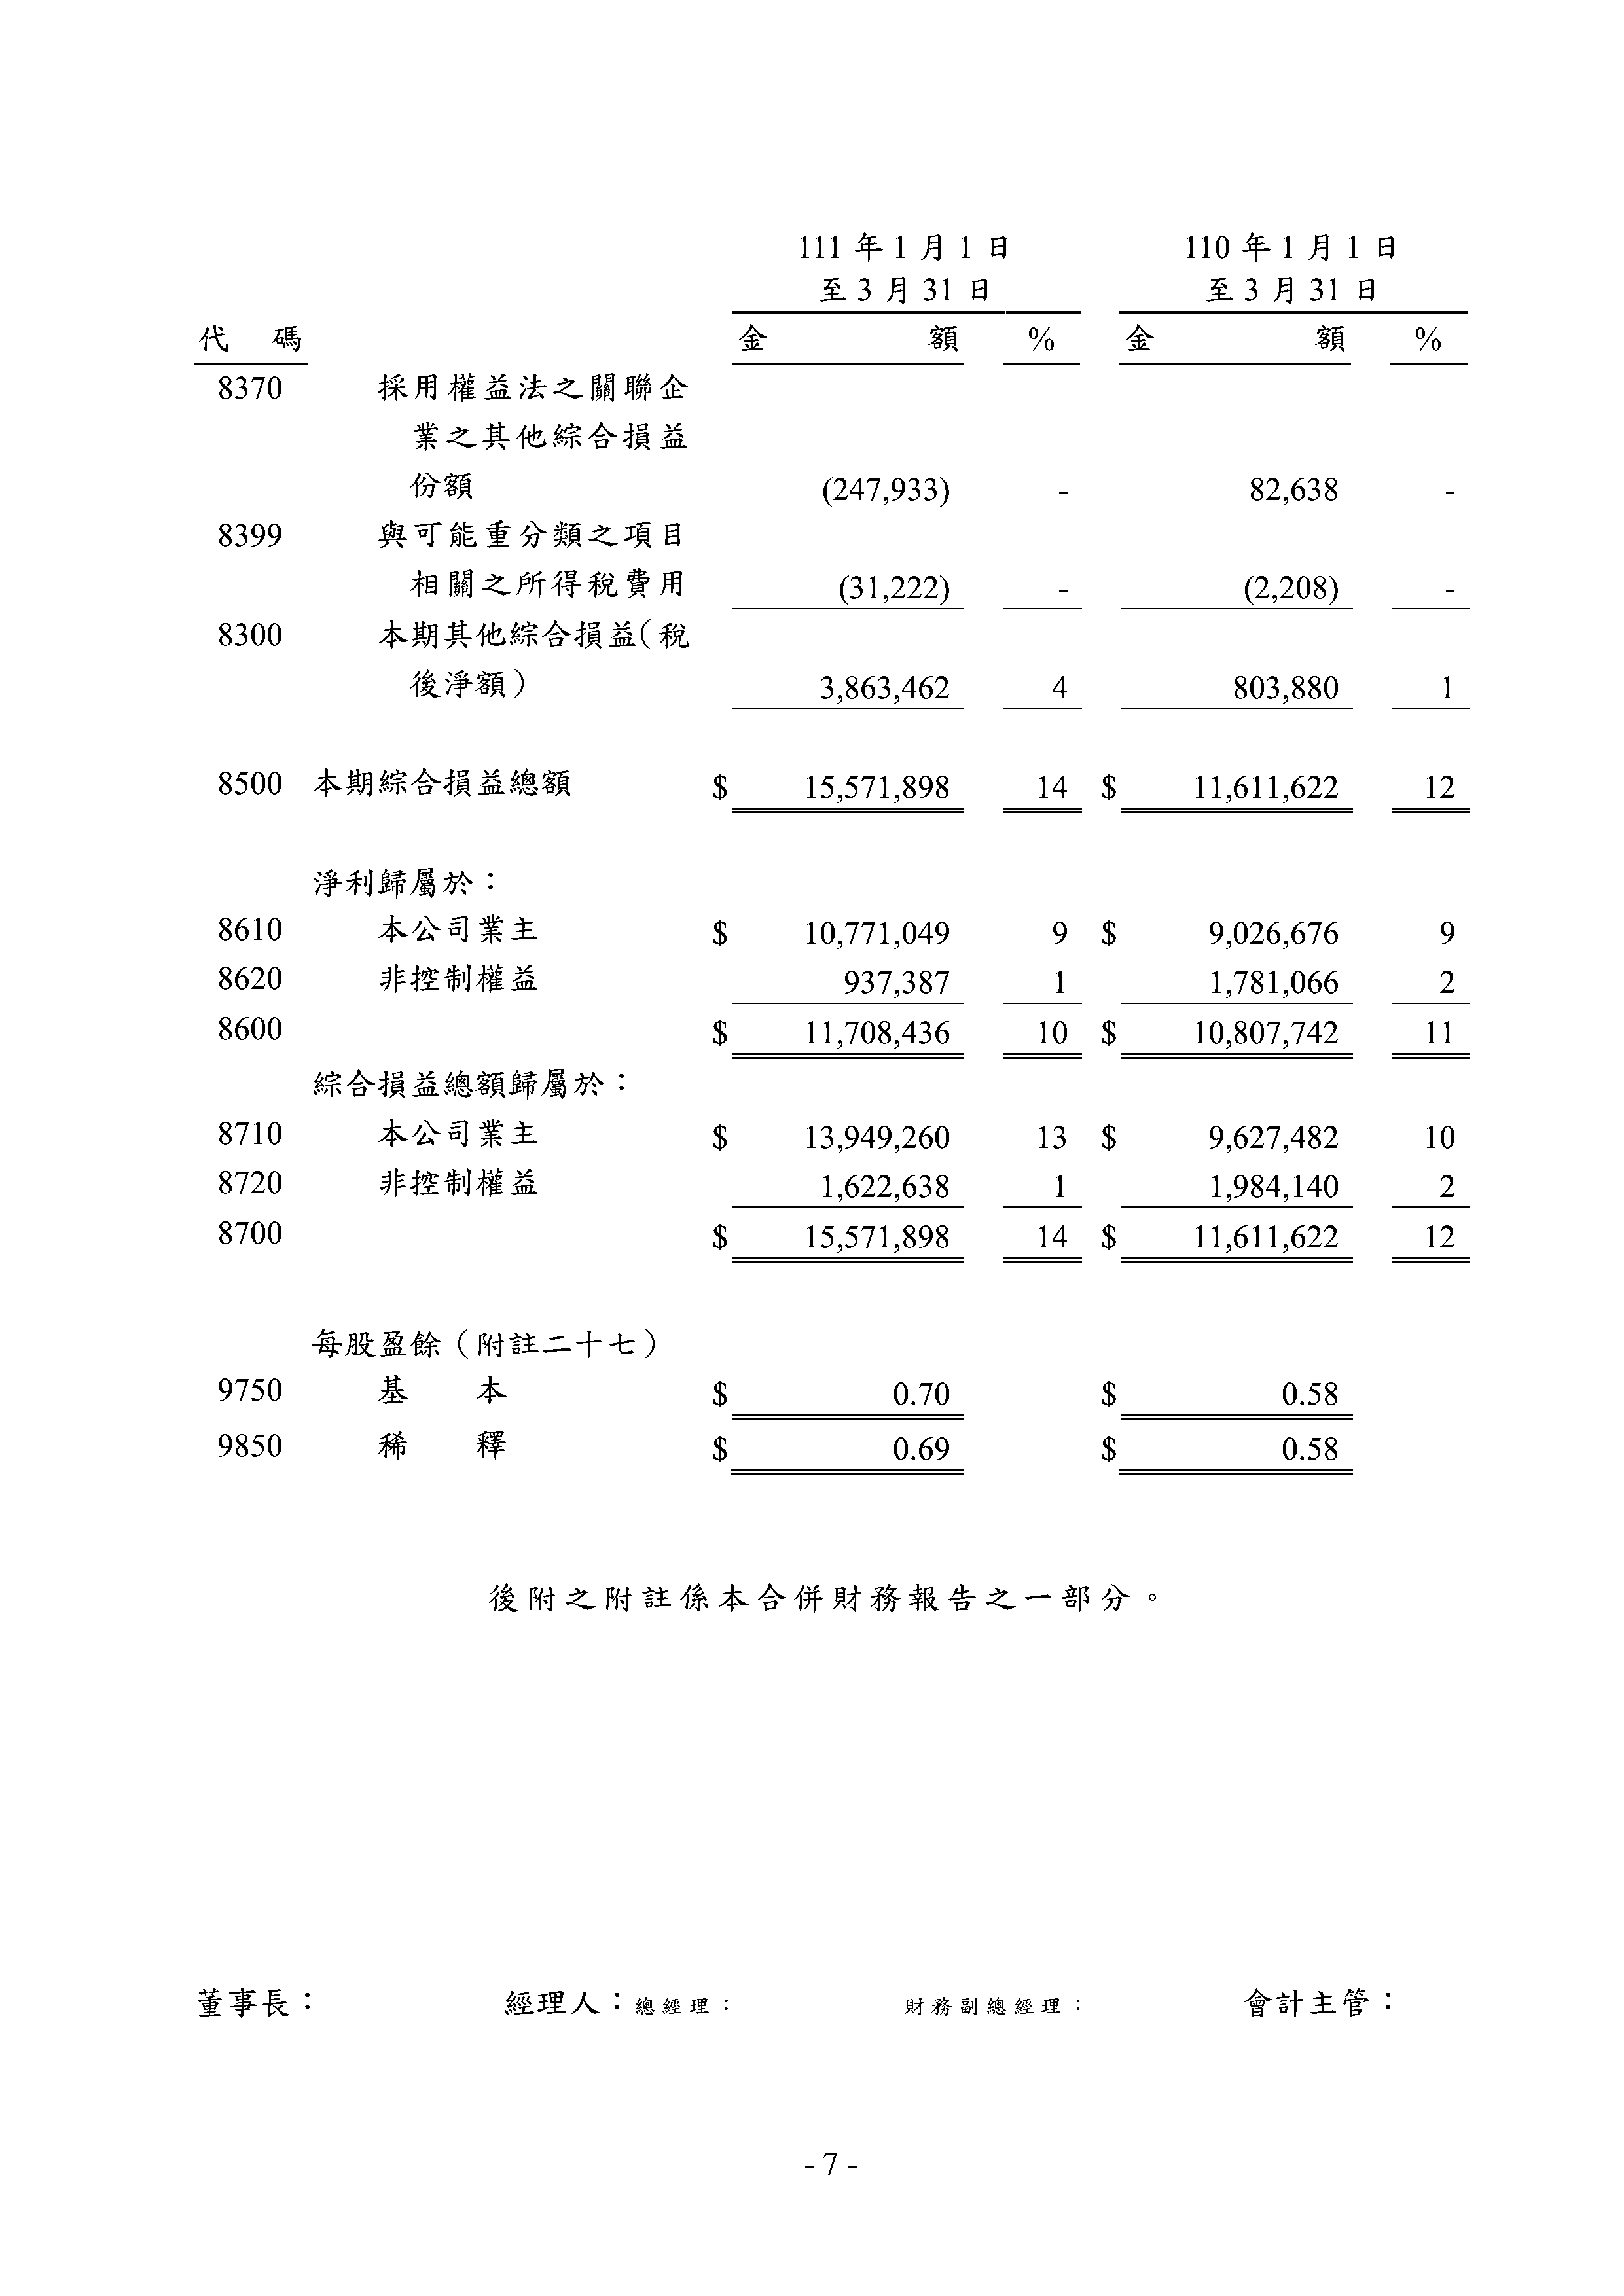 111 年 1 月 1 日 110 年 1 月 1 日
至 3 月 31 日 至 3 月 31 日
代 碼 金 額 % 金 額 %
8370 採用權益法之關聯企
業之其他綜合損益
份額 (247,933) - 82,638 -
8399 與可能重分類之項目
相關之所得稅費用 (31,222) - (2,208) -
8300 本期其他綜合損益(稅
後淨額) 3,863,462 4 803,880 1
8500 本期綜合損益總額 $ 15,571,898 14 $ 11,611,622 12
淨利歸屬於：
8610 本公司業主 $ 10,771,049 9 $ 9,026,676 9
8620 非控制權益 937,387 1 1,781,066 2
8600 $ 11,708,436 10 $ 10,807,742 11
綜合損益總額歸屬於：
8710 本公司業主 $ 13,949,260 13 $ 9,627,482 10
8720 非控制權益 1,622,638 1 1,984,140 2
8700 $ 15,571,898 14 $ 11,611,622 12
每股盈餘（附註二十七）
9750 基 本 $ 0.70 $ 0.58
9850 稀 釋 $ 0.69 $ 0.58
後附之附註係本合併財務報告之一部分。
董事長： 經理人：總經理： 財務副總經理： 會計主管：
- 7 -